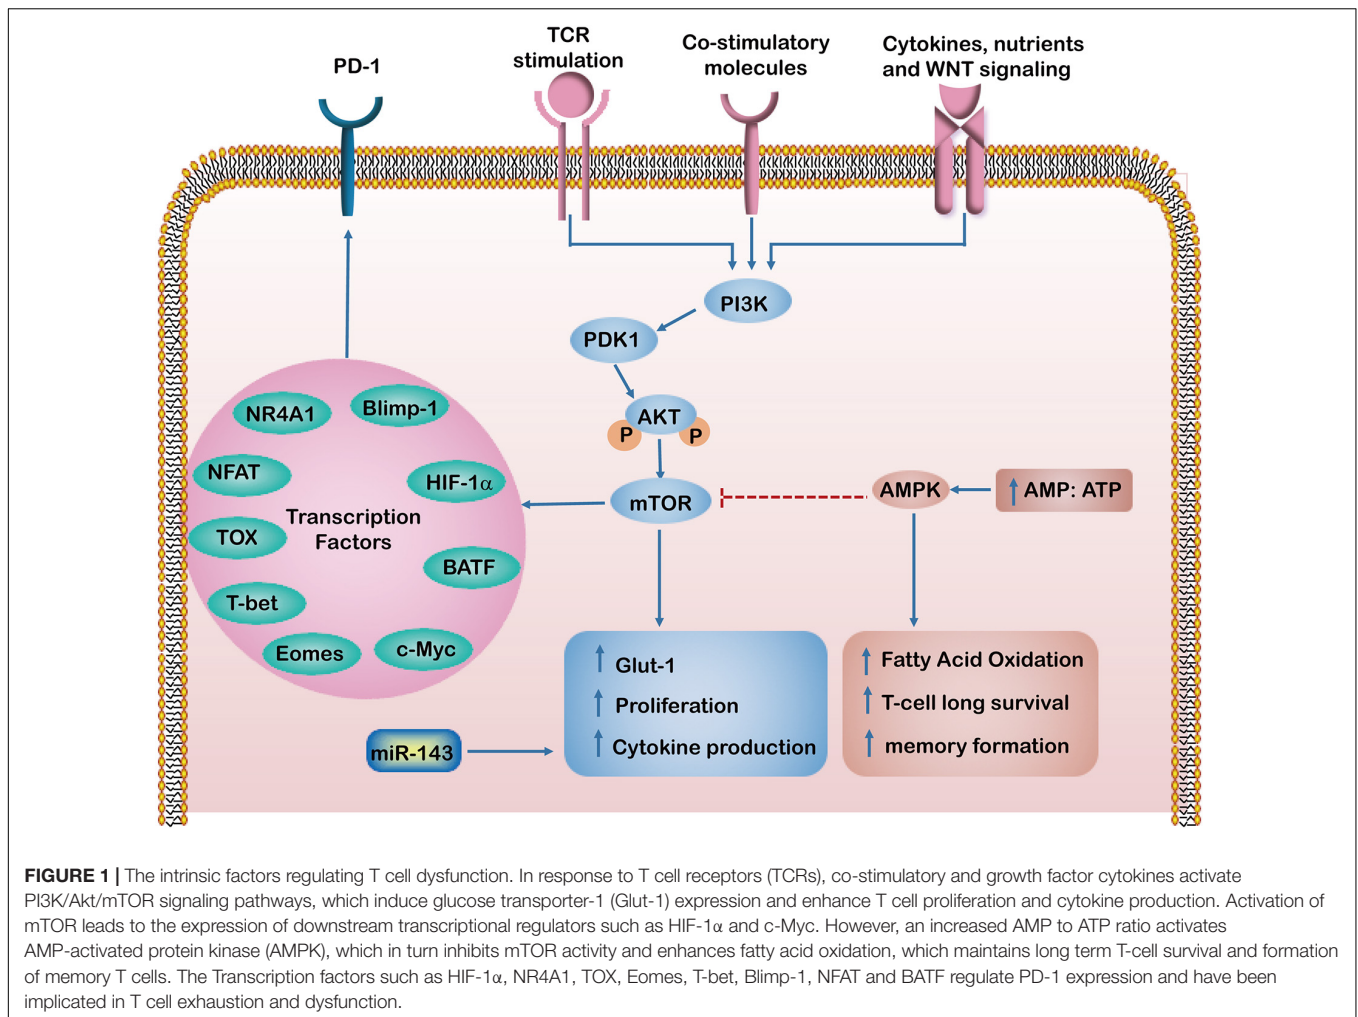 PD-1
TCR
stimulation
Co-stimulatory
molecules
Cytokines, nutrients
and WNT signaling
PI3K
PDK1
AKT
P
P
mTOR
AMPK
AMP: ATP
NR4A1
Blimp-1
NFAT
HIF-1α
Transcription
Factors
TOX
BATF
T-bet
Eomes
c-Myc
Glut-1
Proliferation
Cytokine production
Fatty Acid Oxidation
T-cell long survival
memory formation
miR-143
FIGURE 1 | The intrinsic factors regulating T cell dysfunction. In response to T cell receptors (TCRs), co-stimulatory and growth factor cytokines activate
PI3K/Akt/mTOR signaling pathways, which induce glucose transporter-1 (Glut-1) expression and enhance T cell proliferation and cytokine production. Activation of
mTOR leads to the expression of downstream transcriptional regulators such as HIF-1α and c-Myc. However, an increased AMP to ATP ratio activates
AMP-activated protein kinase (AMPK), which in turn inhibits mTOR activity and enhances fatty acid oxidation, which maintains long term T-cell survival and formation
of memory T cells. The Transcription factors such as HIF-1α, NR4A1, TOX, Eomes, T-bet, Blimp-1, NFAT and BATF regulate PD-1 expression and have been
implicated in T cell exhaustion and dysfunction.